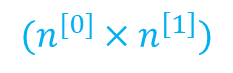 (n^[0] × n^[1])